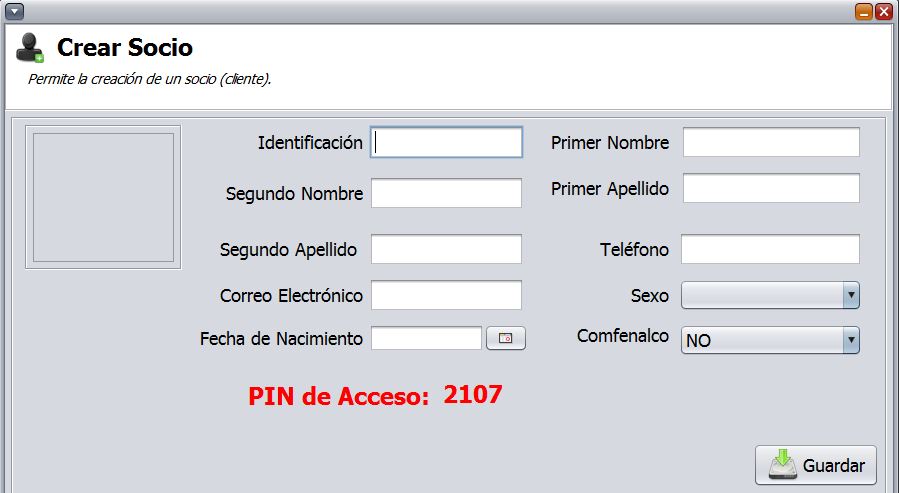 Crear Socio
Permite la creación de un socio (cliente).
Identificación
Primer Nombre
Segundo Nombre
Primer Apellido
Segundo Apellido
Teléfono
Correo Electrónico
Sexo
Fecha de Nacimiento
Comfenalco NO
PIN de Acceso: 2107
Guardar